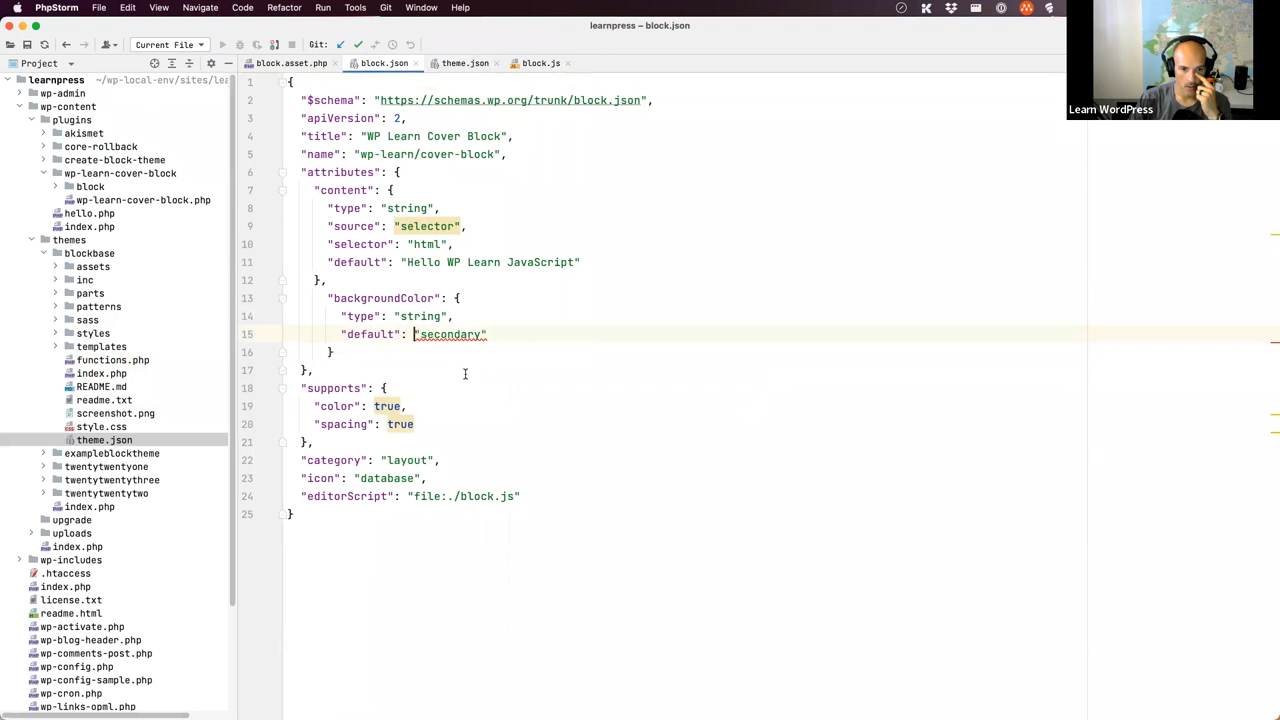 PhpStorm File Edit View Navigate Code Refactor Run Tools Git Window Help
learnpress – block.json
Current File
Git:
Project
block.asset.php
block.json
theme.json
block.js
Learn WordPress
learnpress ~/wp-local-env/sites/lea
wp-admin
wp-content
plugins
akismet
core-rollback
create-block-theme
wp-learn-cover-block
block
wp-learn-cover-block.php
hello.php
index.php
themes
blockbase
assets
inc
parts
patterns
sass
styles
templates
functions.php
index.php
README.md
readme.txt
screenshot.png
style.css
theme.json
exampleblocktheme
twentytwentyone
twentytwentythree
twentytwentytwo
index.php
upgrade
uploads
index.php
wp-includes
.htaccess
index.php
license.txt
readme.html
wp-activate.php
wp-blog-header.php
wp-comments-post.php
wp-config.php
wp-config-sample.php
wp-cron.php
wp-links-opml.php
1 {
2 "$schema": "https://schemas.wp.org/trunk/block.json",
3 "apiVersion": 2,
4 "title": "WP Learn Cover Block",
5 "name": "wp-learn/cover-block",
6 "attributes": {
7 "content": {
8 "type": "string",
9 "source": "selector",
10 "selector": "html",
11 "default": "Hello WP Learn JavaScript"
12 },
13 "backgroundColor": {
14 "type": "string",
15 "default": "secondary"
16 }
17 },
18 "supports": {
19 "color": true,
20 "spacing": true
21 },
22 "category": "layout",
23 "icon": "database",
24 "editorScript": "file:./block.js"
25 }